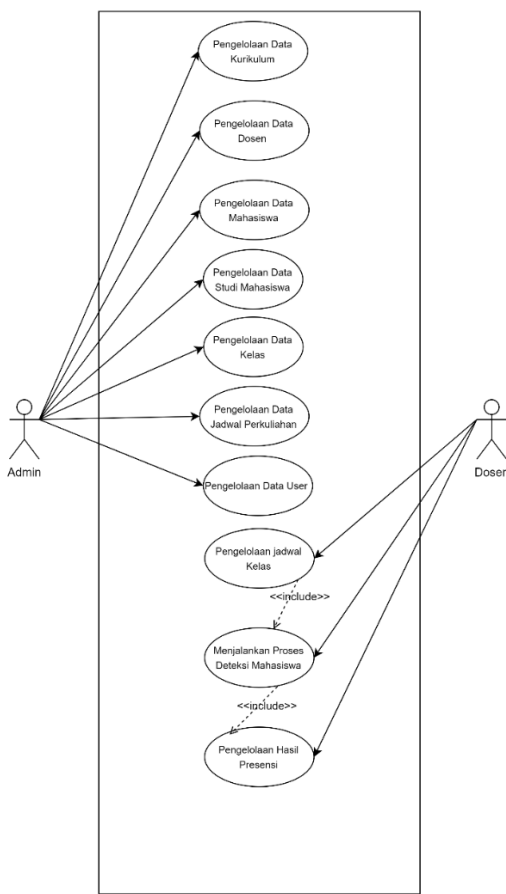 Pengelolaan Data
Kurikulum
Pengelolaan Data
Dosen
Pengelolaan Data
Mahasiswa
Pengelolaan Data
Studi Mahasiswa
Pengelolaan Data
Kelas
Pengelolaan Data
Jadwal Perkuliahan
Admin
Dosen
Pengelolaan Data User
Pengelolaan jadwal
Kelas
<<include>>
Menjalankan Proses
Deteksi Mahasiswa
<<include>>
Pengelolaan Hasil
Presensi